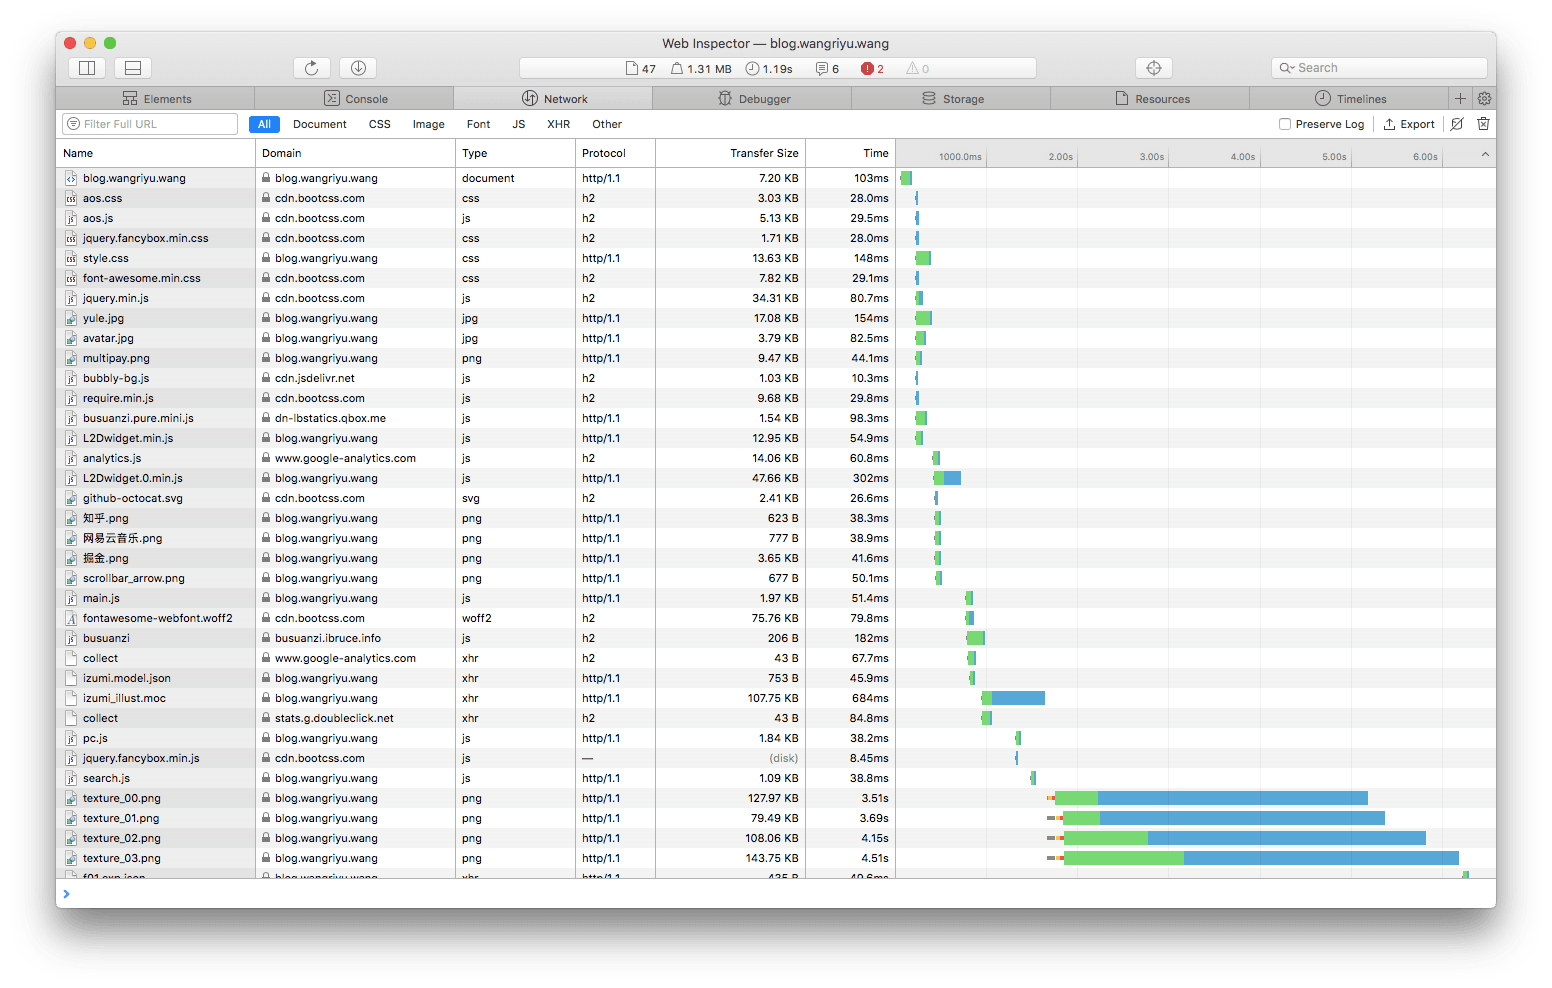 Web Inspector — blog.wangriyu.wang
47 1.31 MB 1.19s 6 2 0 Search
Elements Console Network Debugger Storage Resources Timelines
Filter Full URL All Document CSS Image Font JS XHR Other Preserve Log Export
Name Domain Type Protocol Transfer Size Time 1000.0ms 2.00s 3.00s 4.00s 5.00s 6.00s
blog.wangriyu.wang blog.wangriyu.wang document http/1.1 7.20 KB 103ms
aos.css cdn.bootcss.com css h2 3.03 KB 28.0ms
aos.js cdn.bootcss.com js h2 5.13 KB 29.5ms
jquery.fancybox.min.css cdn.bootcss.com css h2 1.71 KB 28.0ms
style.css blog.wangriyu.wang css http/1.1 13.63 KB 148ms
font-awesome.min.css cdn.bootcss.com css h2 7.82 KB 29.1ms
jquery.min.js cdn.bootcss.com js h2 34.31 KB 80.7ms
yule.jpg blog.wangriyu.wang jpg http/1.1 17.08 KB 154ms
avatar.jpg blog.wangriyu.wang jpg http/1.1 3.79 KB 82.5ms
multipay.png blog.wangriyu.wang png http/1.1 9.47 KB 44.1ms
bubbly-bg.js cdn.jsdelivr.net js h2 1.03 KB 10.3ms
require.min.js cdn.bootcss.com js h2 9.68 KB 29.8ms
busuanzi.pure.mini.js dn-lbstatics.qbox.me js http/1.1 1.54 KB 98.3ms
L2Dwidget.min.js blog.wangriyu.wang js http/1.1 12.95 KB 54.9ms
analytics.js www.google-analytics.com js h2 14.06 KB 60.8ms
L2Dwidget.0.min.js blog.wangriyu.wang js http/1.1 47.66 KB 302ms
github-octocat.svg cdn.bootcss.com svg h2 2.41 KB 26.6ms
知乎.png blog.wangriyu.wang png http/1.1 623 B 38.3ms
网易云音乐.png blog.wangriyu.wang png http/1.1 777 B 38.9ms
掘金.png blog.wangriyu.wang png http/1.1 3.65 KB 41.6ms
scrollbar_arrow.png blog.wangriyu.wang png http/1.1 677 B 50.1ms
main.js blog.wangriyu.wang js http/1.1 1.97 KB 51.4ms
fontawesome-webfont.woff2 cdn.bootcss.com woff2 h2 75.76 KB 79.8ms
busuanzi busuanzi.ibruce.info js h2 206 B 182ms
collect www.google-analytics.com xhr h2 43 B 67.7ms
izumi.model.json blog.wangriyu.wang xhr http/1.1 753 B 45.9ms
izumi_illust.moc blog.wangriyu.wang xhr http/1.1 107.75 KB 684ms
collect stats.g.doubleclick.net xhr h2 43 B 84.8ms
pc.js blog.wangriyu.wang js http/1.1 1.84 KB 38.2ms
jquery.fancybox.min.js cdn.bootcss.com js — (disk) 8.45ms
search.js blog.wangriyu.wang js http/1.1 1.09 KB 38.8ms
texture_00.png blog.wangriyu.wang png http/1.1 127.97 KB 3.51s
texture_01.png blog.wangriyu.wang png http/1.1 79.49 KB 3.69s
texture_02.png blog.wangriyu.wang png http/1.1 108.06 KB 4.15s
texture_03.png blog.wangriyu.wang png http/1.1 143.75 KB 4.51s
f01.exp.json blog.wangriyu.wang xhr http/1.1 435 B 49.6ms